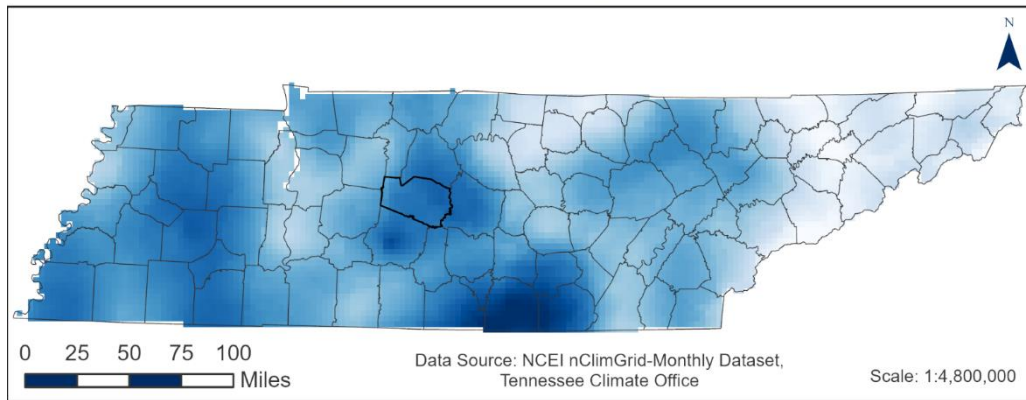 N
0 25 50 75 100
Miles
Data Source: NCEI nClimGrid-Monthly Dataset,
Tennessee Climate Office
Scale: 1:4,800,000